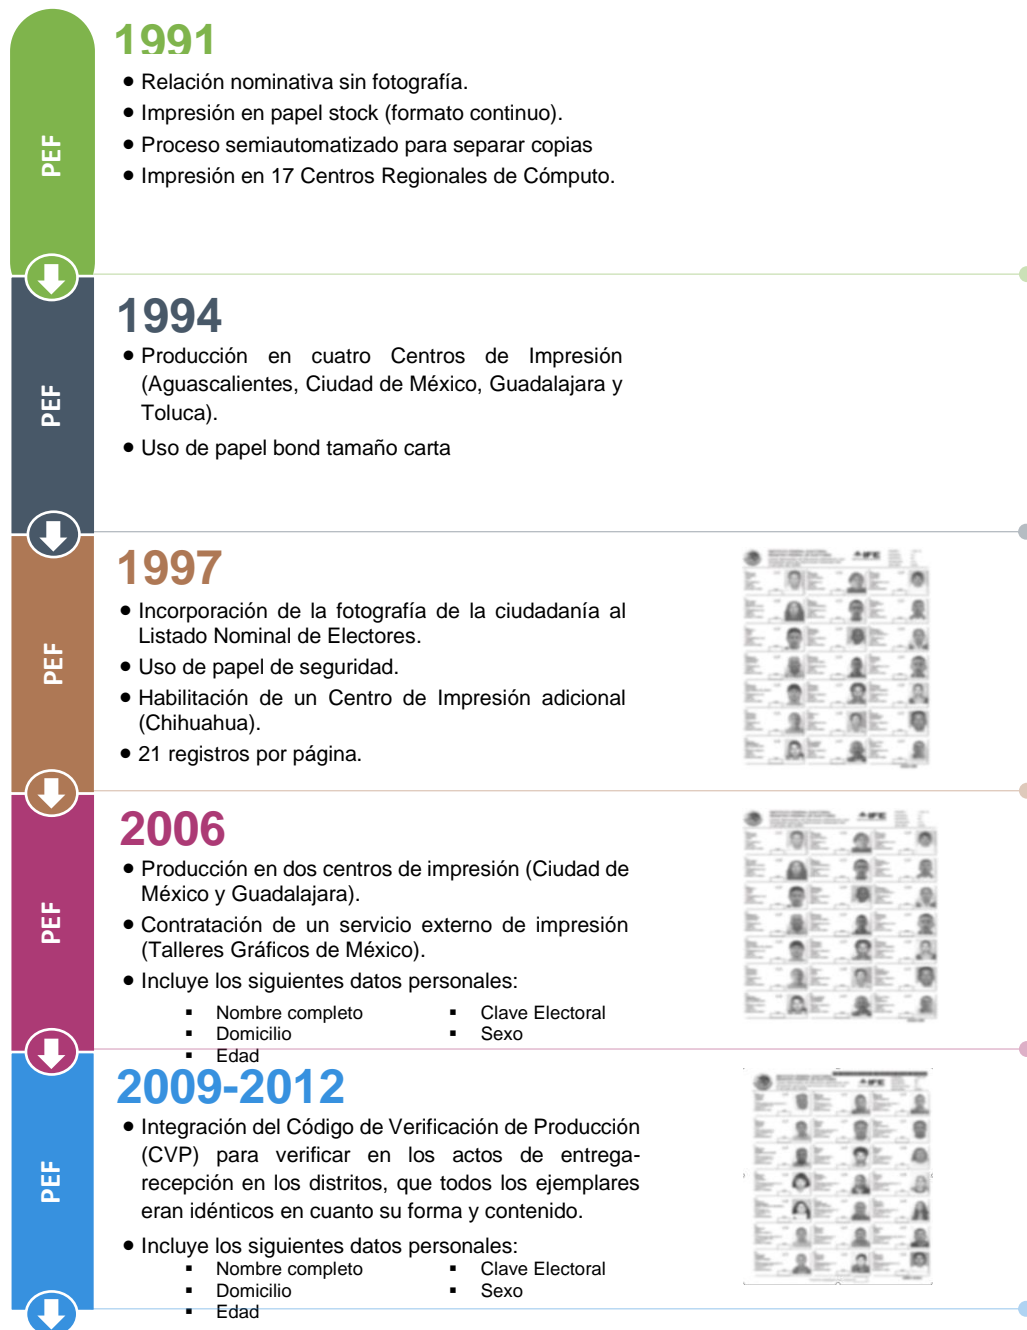 1991
PEF
• Relación nominativa sin fotografía.
• Impresión en papel stock (formato continuo).
• Proceso semiautomatizado para separar copias
• Impresión en 17 Centros Regionales de Cómputo.
1994
PEF
• Producción en cuatro Centros de Impresión
(Aguascalientes, Ciudad de México, Guadalajara y
Toluca).
• Uso de papel bond tamaño carta
1997
PEF
• Incorporación de la fotografía de la ciudadanía al
Listado Nominal de Electores.
• Uso de papel de seguridad.
• Habilitación de un Centro de Impresión adicional
(Chihuahua).
• 21 registros por página.
IFE
2006
PEF
• Producción en dos centros de impresión (Ciudad de
México y Guadalajara).
• Contratación de un servicio externo de impresión
(Talleres Gráficos de México).
• Incluye los siguientes datos personales:
▪ Nombre completo ▪ Clave Electoral
▪ Domicilio ▪ Sexo
▪ Edad
IFE
2009-2012
PEF
• Integración del Código de Verificación de Producción
(CVP) para verificar en los actos de entrega-
recepción en los distritos, que todos los ejemplares
eran idénticos en cuanto su forma y contenido.
• Incluye los siguientes datos personales:
▪ Nombre completo ▪ Clave Electoral
▪ Domicilio ▪ Sexo
▪ Edad
IFE